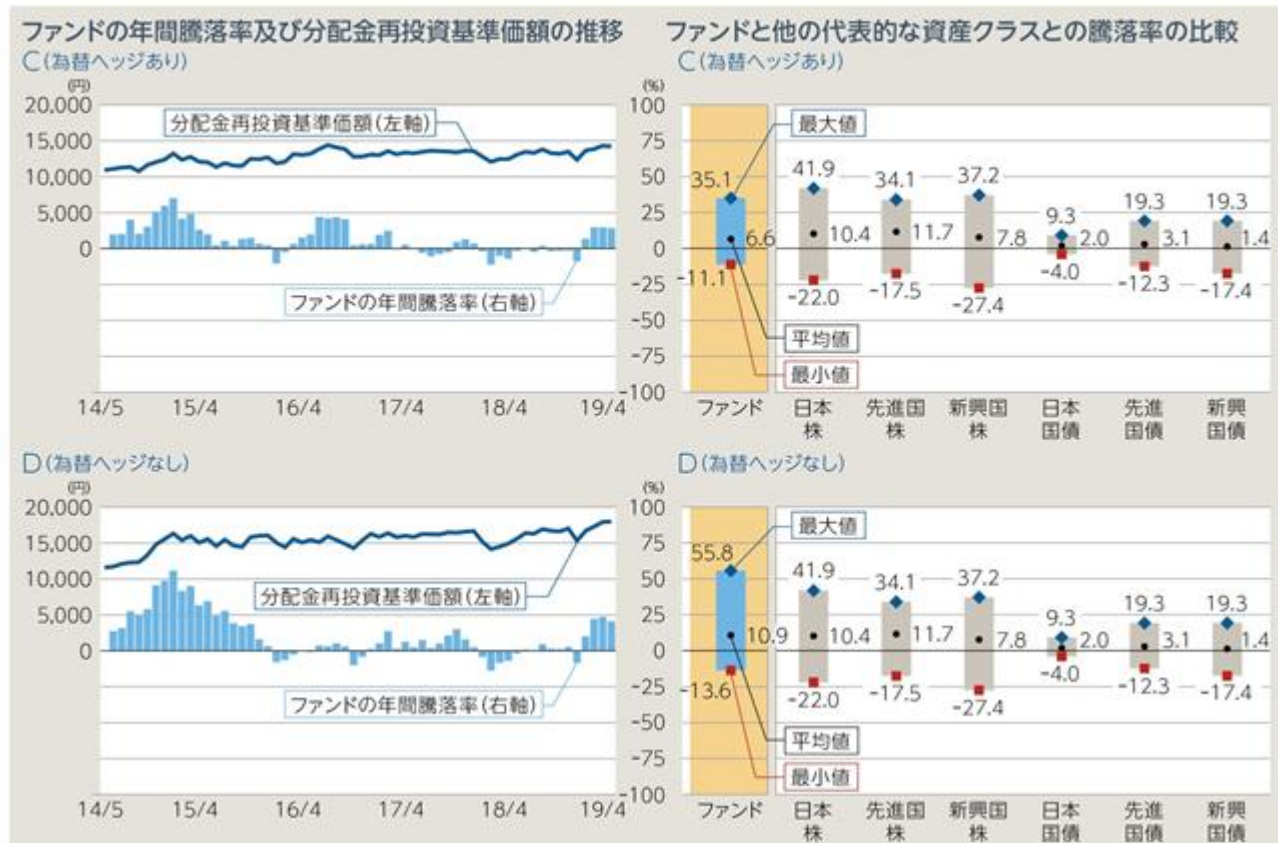 ファンドの年間騰落率及び分配金再投資基準価額の推移
C(為替ヘッジあり)
(円)
20,000
15,000
10,000
5,000
0
分配金再投資基準価額(左軸)
ファンドの年間騰落率(右軸)
14/5 15/4 16/4 17/4 18/4 19/4
ファンドと他の代表的な資産クラスとの騰落率の比較
C(為替ヘッジあり)
(%)
100
75
50
25
0
-25
-50
-75
-100
最大値
35.1 41.9 34.1 37.2 9.3 19.3 19.3
6.6 10.4 11.7 7.8 2.0 3.1 1.4
-11.1 -22.0 -17.5 -27.4 -4.0 -12.3 -17.4
平均値
最小値
ファンド 日本 先進国 新興国 日本 先進 新興
株 株 株 国債 国債 国債
D(為替ヘッジなし)
(円)
20,000
15,000
10,000
5,000
0
分配金再投資基準価額(左軸)
ファンドの年間騰落率(右軸)
14/5 15/4 16/4 17/4 18/4 19/4
D(為替ヘッジなし)
(%)
100
75
50
25
0
-25
-50
-75
-100
最大値
55.8 41.9 34.1 37.2 9.3 19.3 19.3
10.9 10.4 11.7 7.8 2.0 3.1 1.4
-13.6 -22.0 -17.5 -27.4 -4.0 -12.3 -17.4
平均値
最小値
ファンド 日本 先進国 新興国 日本 先進 新興
株 株 株 国債 国債 国債